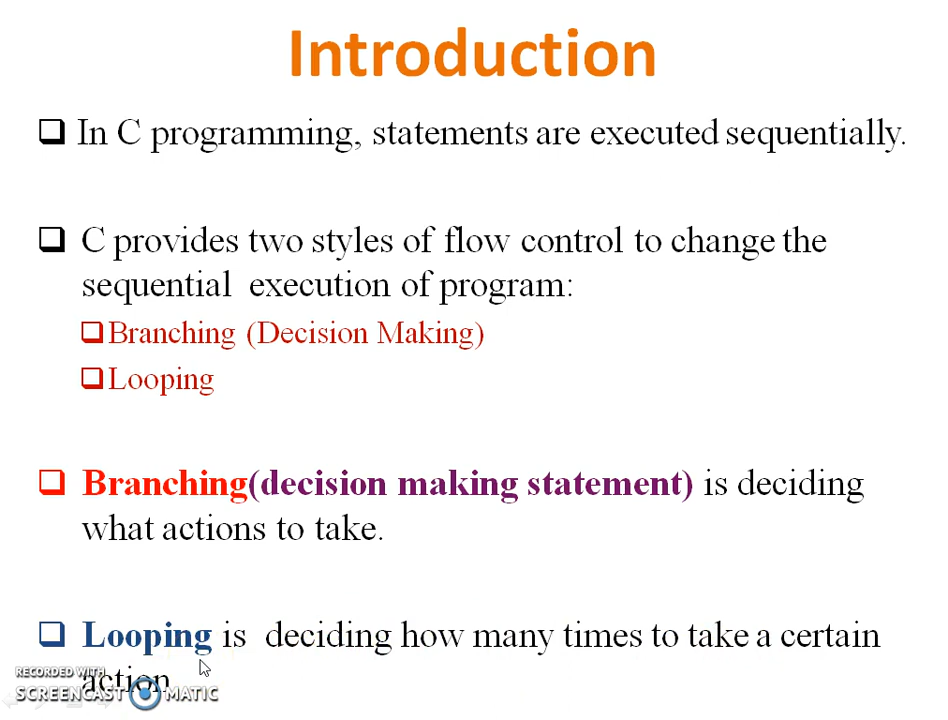 Introduction
In C programming, statements are executed sequentially.
C provides two styles of flow control to change the
sequential execution of program:
Branching (Decision Making)
Looping
Branching(decision making statement) is deciding
what actions to take.
Looping is deciding how many times to take a certain
action
RECORDED WITH
SCREENCAST MATIC